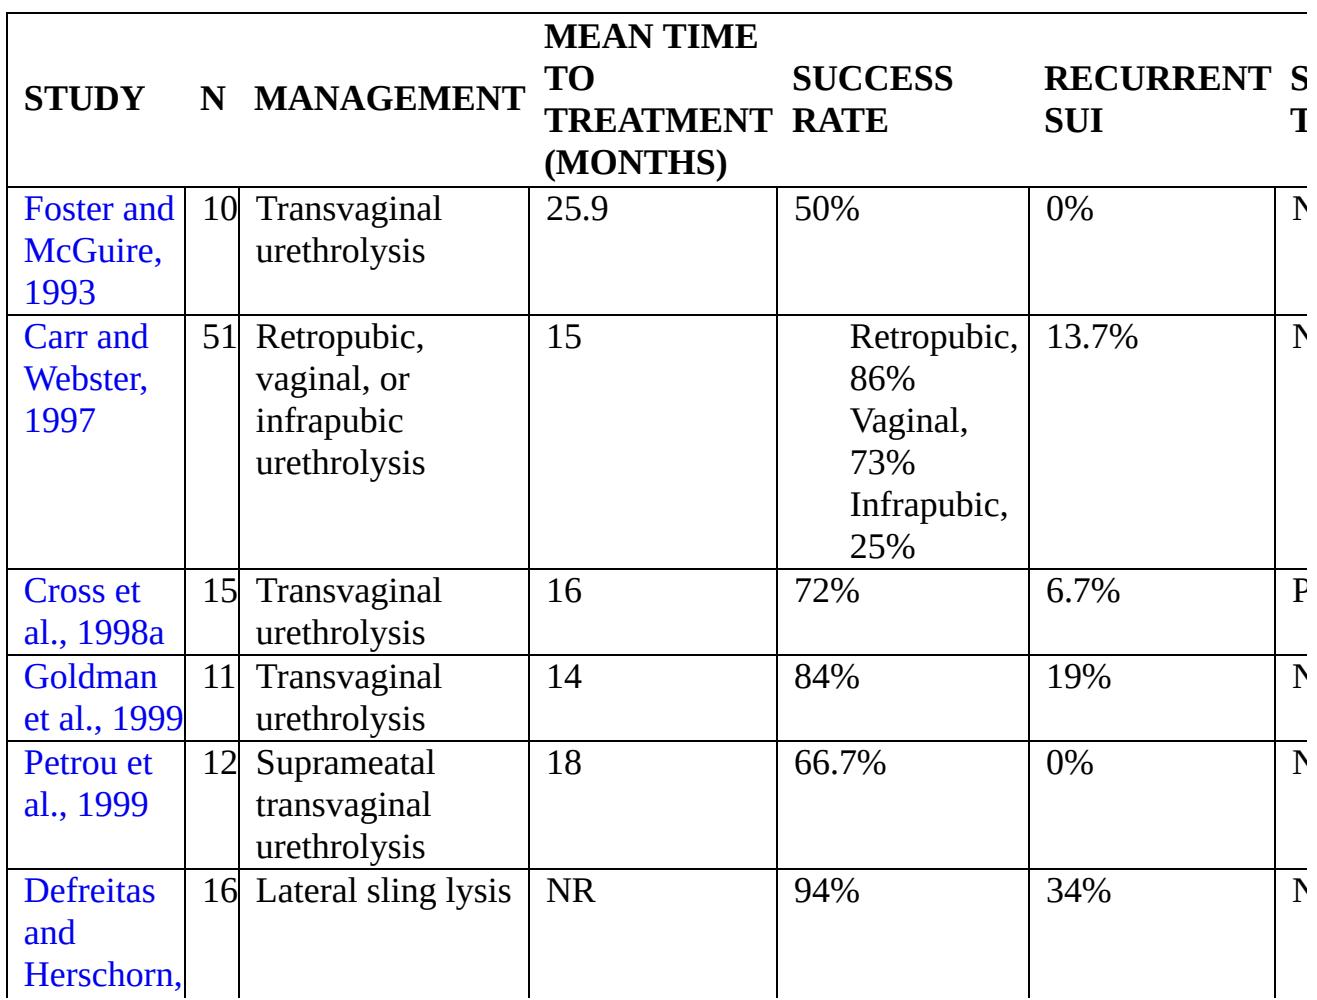 STUDY N MANAGEMENT MEAN TIME TO TREATMENT (MONTHS) SUCCESS RATE RECURRENT SUI
Foster and McGuire, 1993 10 Transvaginal urethrolysis 25.9 50% 0%
Carr and Webster, 1997 51 Retropubic, vaginal, or infrapubic urethrolysis 15 Retropubic, 86% Vaginal, 73% Infrapubic, 25% 13.7%
Cross et al., 1998a 15 Transvaginal urethrolysis 16 72% 6.7%
Goldman et al., 1999 11 Transvaginal urethrolysis 14 84% 19%
Petrou et al., 1999 12 Suprameatal transvaginal urethrolysis 18 66.7% 0%
Defreitas and Herschorn, 16 Lateral sling lysis NR 94% 34%